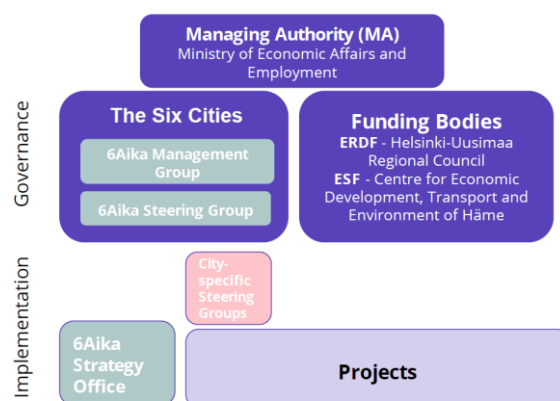 Managing Authority (MA)
Ministry of Economic Affairs and
Employment
Governance
The Six Cities
6Aika Management
Group
6Aika Steering Group
Funding Bodies
ERDF - Helsinki-Uusimaa
Regional Council
ESF - Centre for Economic
Development, Transport and
Environment of Häme
Implementation
City-
specific
Steering
Groups
6Aika
Strategy
Office
Projects